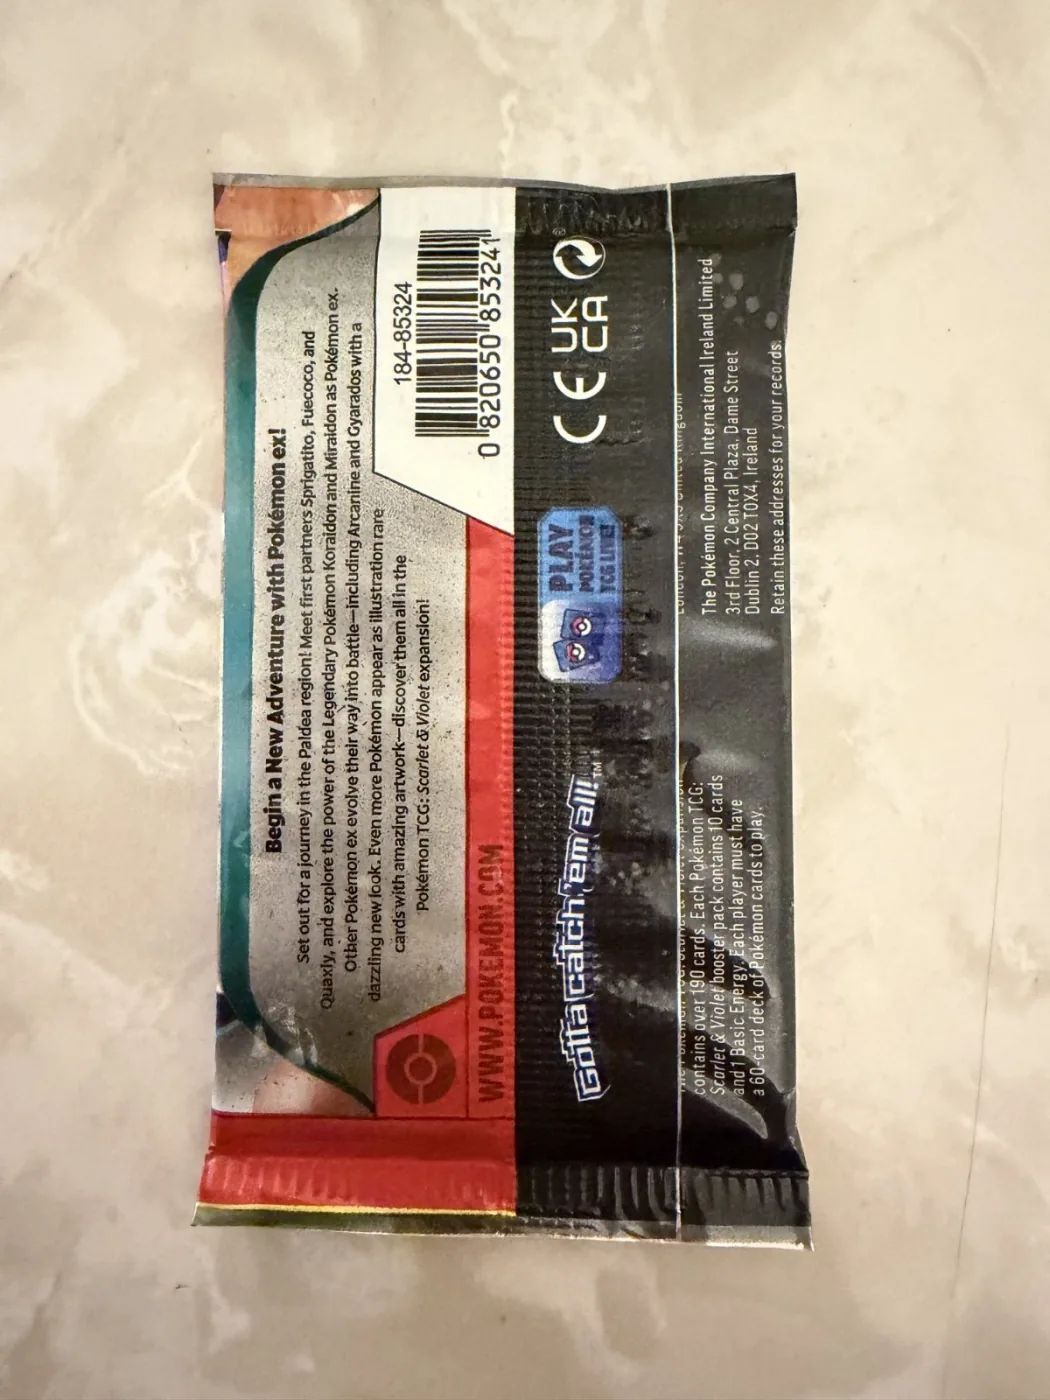 Begin a New Adventure with Pokémon ex!
Set out for a journey in the Paldea region! Meet first partners Sprigatito, Fuecoco, and
Quaxly, and explore the power of the Legendary Pokémon Koraidon and Miraidon as Pokémon ex.
Other Pokémon ex evolve their way into battle—including Arcanine and Gyarados with a
dazzling new look. Even more Pokémon appear as illustration rare
cards with amazing artwork—discover them all in the
Pokémon TCG: Scarlet & Violet expansion!
184-85324
0 820650 853241
WWW.POKEMON.COM
CE UK
CA
PLAY
POKÉMON
TCG LIVE!
Gotta catch 'em all!™
contains over 190 cards. Each Pokémon TCG:
Scarlet & Violet booster pack contains 10 cards
and 1 Basic Energy. Each player must have
a 60-card deck of Pokémon cards to play.
The Pokémon Company International Ireland Limited
3rd Floor, 2 Central Plaza, Dame Street
Dublin 2, D02 T0X4, Ireland
Retain these addresses for your records.